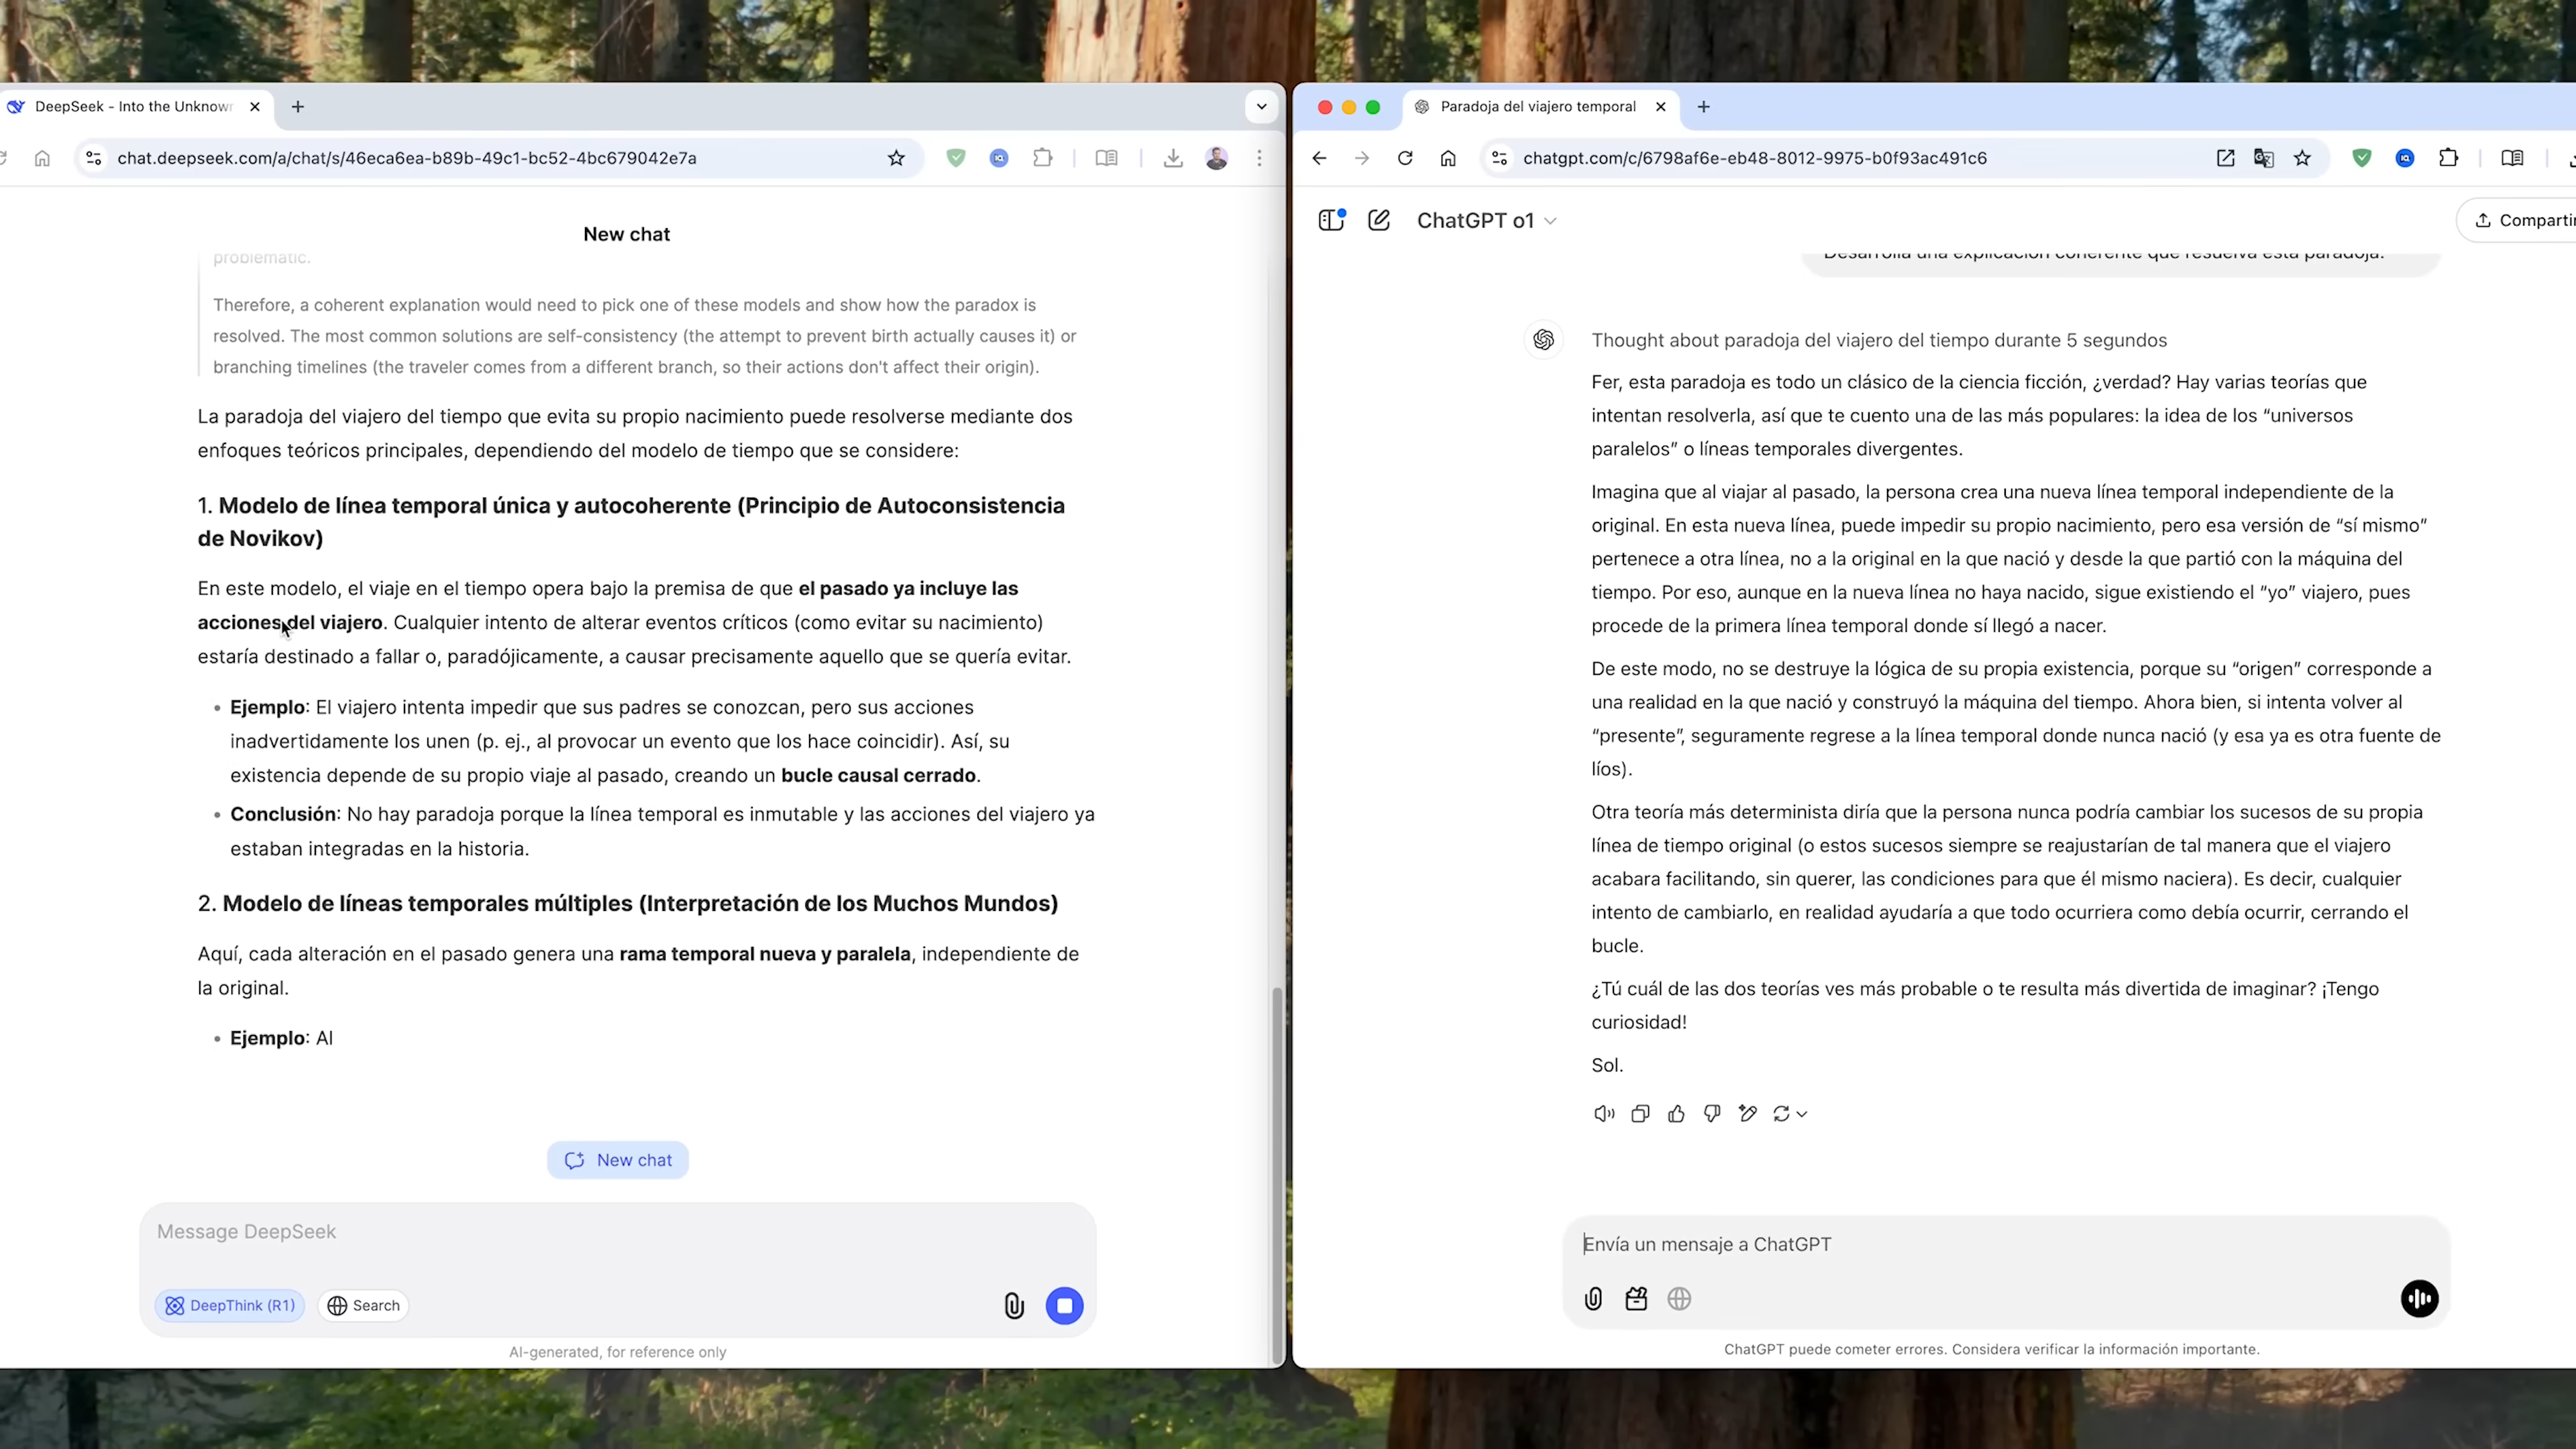 DeepSeek - Into the Unknown
chat.deepseek.com/a/chat/s/46eca6ea-b89b-49c1-bc52-4bc679042e7a
New chat
problematic.
Therefore, a coherent explanation would need to pick one of these models and show how the paradox is
resolved. The most common solutions are self-consistency (the attempt to prevent birth actually causes it) or
branching timelines (the traveler comes from a different branch, so their actions don't affect their origin).
La paradoja del viajero del tiempo que evita su propio nacimiento puede resolverse mediante dos
enfoques teóricos principales, dependiendo del modelo de tiempo que se considere:
1. Modelo de línea temporal única y autocoherente (Principio de Autoconsistencia
de Novikov)
En este modelo, el viaje en el tiempo opera bajo la premisa de que el pasado ya incluye las
acciones del viajero. Cualquier intento de alterar eventos críticos (como evitar su nacimiento)
estaría destinado a fallar o, paradójicamente, a causar precisamente aquello que se quería evitar.
• Ejemplo: El viajero intenta impedir que sus padres se conozcan, pero sus acciones
inadvertidamente los unen (p. ej., al provocar un evento que los hace coincidir). Así, su
existencia depende de su propio viaje al pasado, creando un bucle causal cerrado.
• Conclusión: No hay paradoja porque la línea temporal es inmutable y las acciones del viajero ya
estaban integradas en la historia.
2. Modelo de líneas temporales múltiples (Interpretación de los Muchos Mundos)
Aquí, cada alteración en el pasado genera una rama temporal nueva y paralela, independiente de
la original.
• Ejemplo: Al
New chat
Message DeepSeek
DeepThink (R1)
Search
AI-generated, for reference only
Paradoja del viajero temporal
chatgpt.com/c/6798af6e-eb48-8012-9975-b0f93ac491c6
ChatGPT o1
Compartir
Desarrolla una explicación coherente que resuelva esta paradoja.
Thought about paradoja del viajero del tiempo durante 5 segundos
Fer, esta paradoja es todo un clásico de la ciencia ficción, ¿verdad? Hay varias teorías que
intentan resolverla, así que te cuento una de las más populares: la idea de los “universos
paralelos” o líneas temporales divergentes.
Imagina que al viajar al pasado, la persona crea una nueva línea temporal independiente de la
original. En esta nueva línea, puede impedir su propio nacimiento, pero esa versión de “sí mismo”
pertenece a otra línea, no a la original en la que nació y desde la que partió con la máquina del
tiempo. Por eso, aunque en la nueva línea no haya nacido, sigue existiendo el “yo” viajero, pues
procede de la primera línea temporal donde sí llegó a nacer.
De este modo, no se destruye la lógica de su propia existencia, porque su “origen” corresponde a
una realidad en la que nació y construyó la máquina del tiempo. Ahora bien, si intenta volver al
“presente”, seguramente regrese a la línea temporal donde nunca nació (y esa ya es otra fuente de
líos).
Otra teoría más determinista diría que la persona nunca podría cambiar los sucesos de su propia
línea de tiempo original (o estos sucesos siempre se reajustarían de tal manera que el viajero
acabara facilitando, sin querer, las condiciones para que él mismo naciera). Es decir, cualquier
intento de cambiarlo, en realidad ayudaría a que todo ocurriera como debía ocurrir, cerrando el
bucle.
¿Tú cuál de las dos teorías ves más probable o te resulta más divertida de imaginar? ¡Tengo
curiosidad!
Sol.
Envía un mensaje a ChatGPT
ChatGPT puede cometer errores. Considera verificar la información importante.